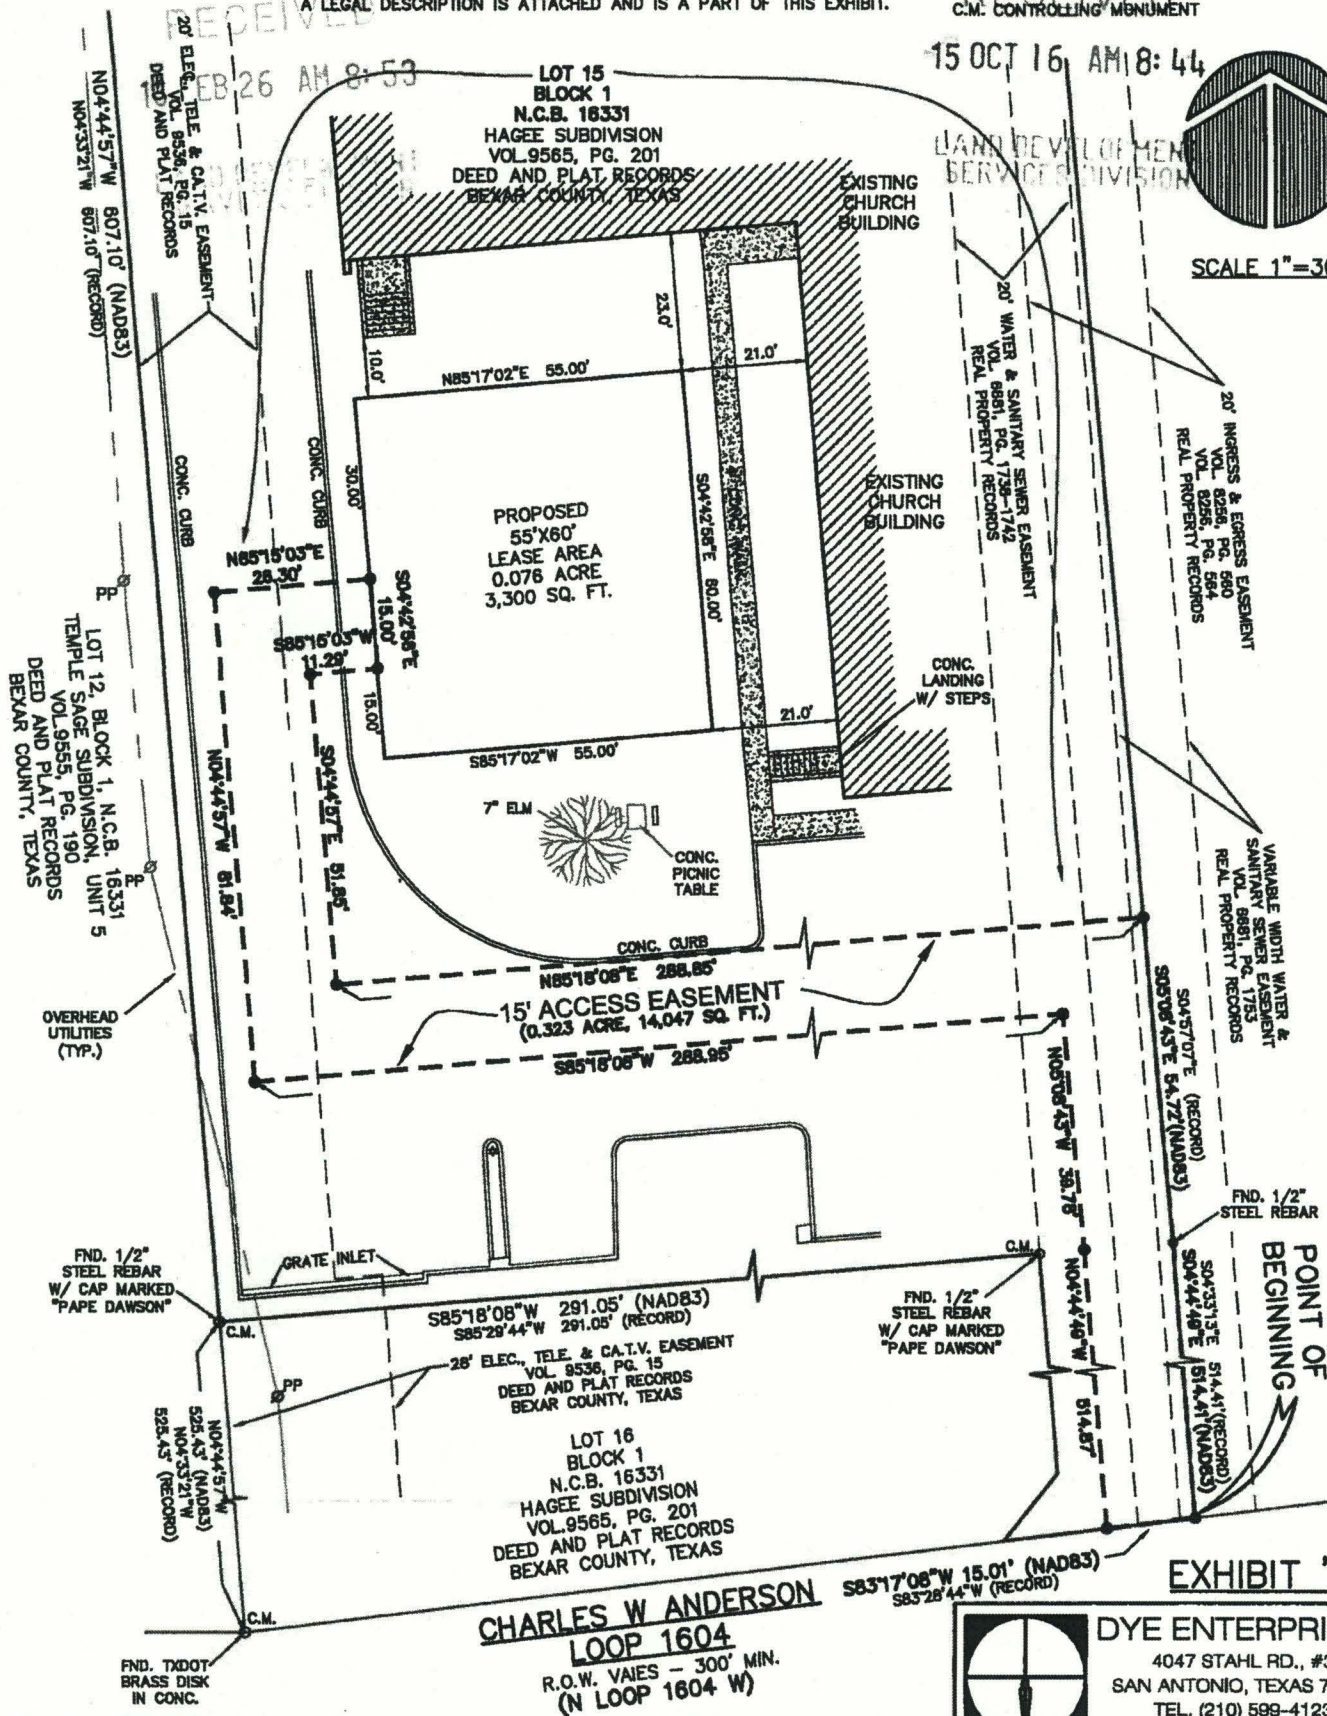 A LEGAL DESCRIPTION IS ATTACHED AND IS A PART OF THIS EXHIBIT.
C.M. CONTROLLING MONUMENT
RECEIVED
EB 26 AM 8:53
15 OCT 16 AM 8:44
LAND DEVELOPMEN
SERVICES DIVISION
SCALE 1"=30
LOT 15
BLOCK 1
N.C.B. 16331
HAGEE SUBDIVISION
VOL.9565, PG. 201
DEED AND PLAT RECORDS
BEXAR COUNTY, TEXAS
20' ELEC., TELE. & CA.T.V. EASEMENT
VOL. 9536, PG. 15
DEED AND PLAT RECORDS
N04°44'57"W 607.10' (NAD83)
N04°33'21"W 607.10' (RECORD)
EXISTING
CHURCH
BUILDING
EXISTING
CHURCH
BUILDING
20' WATER & SANITARY SEWER EASEMENT
VOL. 6681, PG. 1738-1742
REAL PROPERTY RECORDS
20' INGRESS & EGRESS EASEMENT
VOL. 8256, PG. 560
VOL. 8256, PG. 564
REAL PROPERTY RECORDS
23.0'
21.0'
10.0'
N85°17'02"E 55.00'
CONC. CURB
CONC. CURB
30.00'
PROPOSED
55'X60'
LEASE AREA
0.076 ACRE
3,300 SQ. FT.
S04°42'58"E 60.00'
N85°15'03"E
28.30'
S04°42'58"E
15.00'
S85°15'03"W
11.29'
15.00'
PP
LOT 12, BLOCK 1, N.C.B. 16331
TEMPLE SAGE SUBDIVISION, UNIT 5
VOL.9555, PG. 190
DEED AND PLAT RECORDS
BEXAR COUNTY, TEXAS
PP
N04°44'57"W 81.84'
S04°44'57"E 51.85'
S85°17'02"W 55.00'
21.0'
CONC.
LANDING
W/ STEPS
7" ELM
CONC.
PICNIC
TABLE
VARIABLE WIDTH WATER &
SANITARY SEWER EASEMENT
VOL. 6681, PG. 1753
REAL PROPERTY RECORDS
CONC. CURB
N85°18'08"E 288.85'
15' ACCESS EASEMENT
(0.323 ACRE, 14,047 SQ. FT.)
S85°18'08"W 288.95'
OVERHEAD
UTILITIES
(TYP.)
S04°57'07"E (RECORD)
S05°08'43"E 54.72'(NAD83)
N05°08'43"W 39.78'
FND. 1/2"
STEEL REBAR
POINT OF
BEGINNING
FND. 1/2"
STEEL REBAR
W/ CAP MARKED
"PAPE DAWSON"
GRATE INLET
C.M.
C.M.
FND. 1/2"
STEEL REBAR
W/ CAP MARKED
"PAPE DAWSON"
S85°18'08"W 291.05' (NAD83)
S85°29'44"W 291.05' (RECORD)
N04°44'49"W 514.87'
S04°33'13"E 514.41'(RECORD)
S04°44'49"E 514.41'(NAD83)
28' ELEC., TELE. & CA.T.V. EASEMENT
VOL. 9536, PG. 15
DEED AND PLAT RECORDS
BEXAR COUNTY, TEXAS
PP
N04°44'57"W
525.43' (NAD83)
N04°33'21"W
525.43' (RECORD)
LOT 16
BLOCK 1
N.C.B. 16331
HAGEE SUBDIVISION
VOL.9565, PG. 201
DEED AND PLAT RECORDS
BEXAR COUNTY, TEXAS
C.M.
FND. TXDOT
BRASS DISK
IN CONC.
CHARLES W ANDERSON
LOOP 1604
R.O.W. VAIES - 300' MIN.
(N LOOP 1604 W)
S83°17'08"W 15.01' (NAD83)
S83°28'44"W (RECORD)
EXHIBIT "
DYE ENTERPRI
4047 STAHL RD., #3
SAN ANTONIO, TEXAS 7
TEL. (210) 599-4123